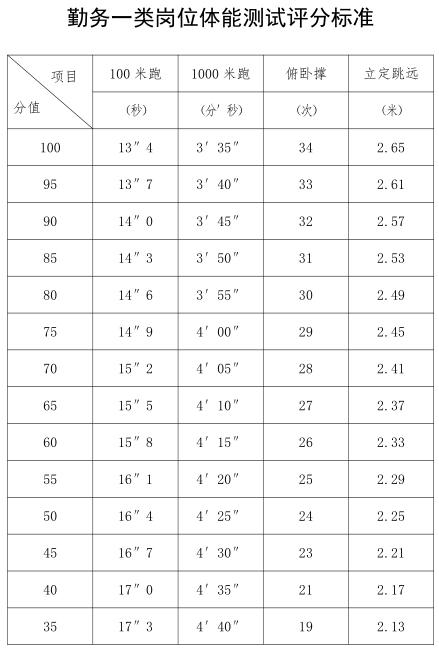 勤务一类岗位体能测试评分标准
项目 100 米跑 1000 米跑 俯卧撑 立定跳远
分值 (秒) (分′秒) (次) (米)
100 13″4 3′35″ 34 2.65
95 13″7 3′40″ 33 2.61
90 14″0 3′45″ 32 2.57
85 14″3 3′50″ 31 2.53
80 14″6 3′55″ 30 2.49
75 14″9 4′00″ 29 2.45
70 15″2 4′05″ 28 2.41
65 15″5 4′10″ 27 2.37
60 15″8 4′15″ 26 2.33
55 16″1 4′20″ 25 2.29
50 16″4 4′25″ 24 2.25
45 16″7 4′30″ 23 2.21
40 17″0 4′35″ 21 2.17
35 17″3 4′40″ 19 2.13